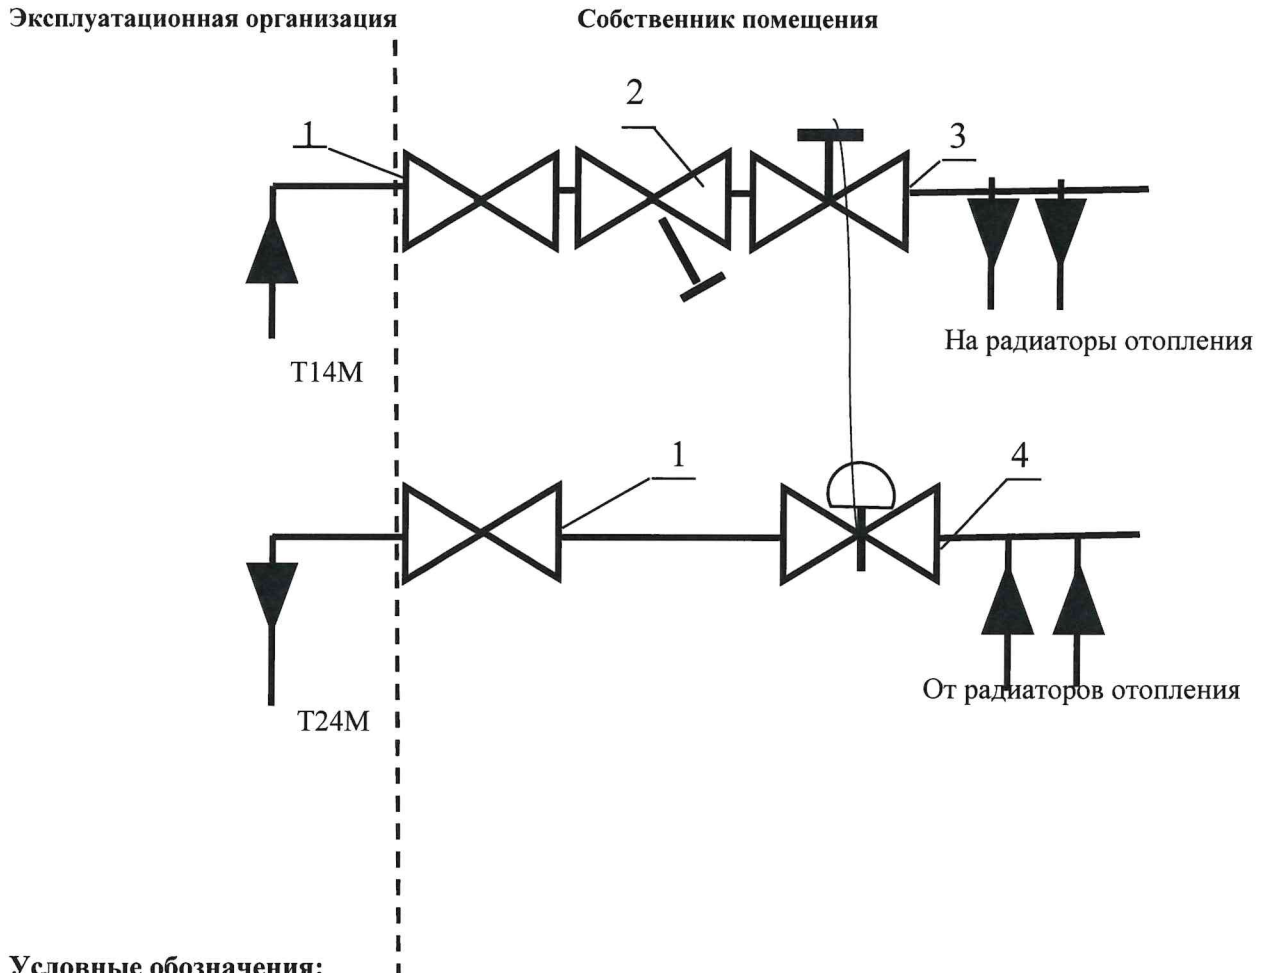 Эксплуатационная организация
Собственник помещения
1
2
3
На радиаторы отопления
Т14М
1
4
От радиаторов отопления
Т24М
Условные обозначения: